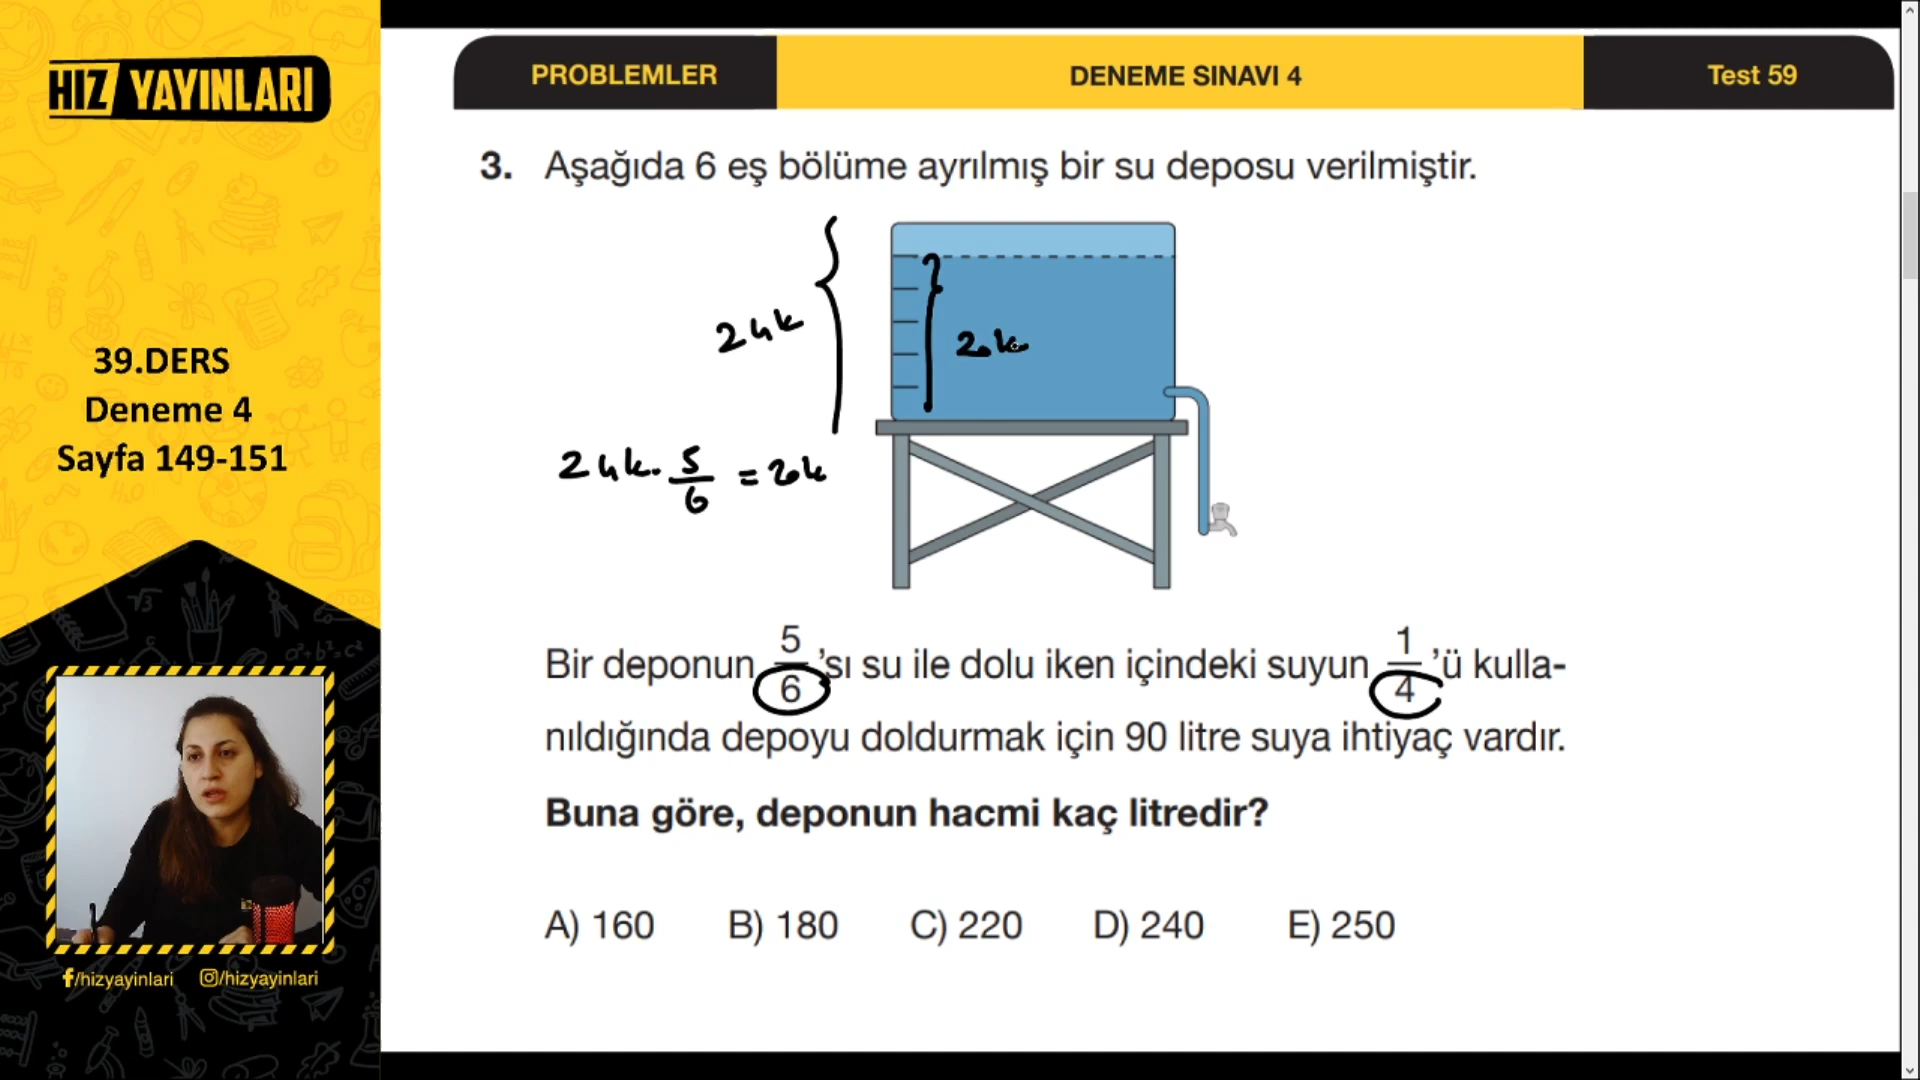 HIZ YAYINLARI
39.DERS
Deneme 4
Sayfa 149-151
/hizyayinlari /hizyayinlari
PROBLEMLER DENEME SINAVI 4 Test 59
3. Aşağıda 6 eş bölüme ayrılmış bir su deposu verilmiştir.
24k
20k
24k. 5/6 = 20k
Bir deponun 5/6 'sı su ile dolu iken içindeki suyun 1/4 'ü kulla-
nıldığında depoyu doldurmak için 90 litre suya ihtiyaç vardır.
Buna göre, deponun hacmi kaç litredir?
A) 160 B) 180 C) 220 D) 240 E) 250